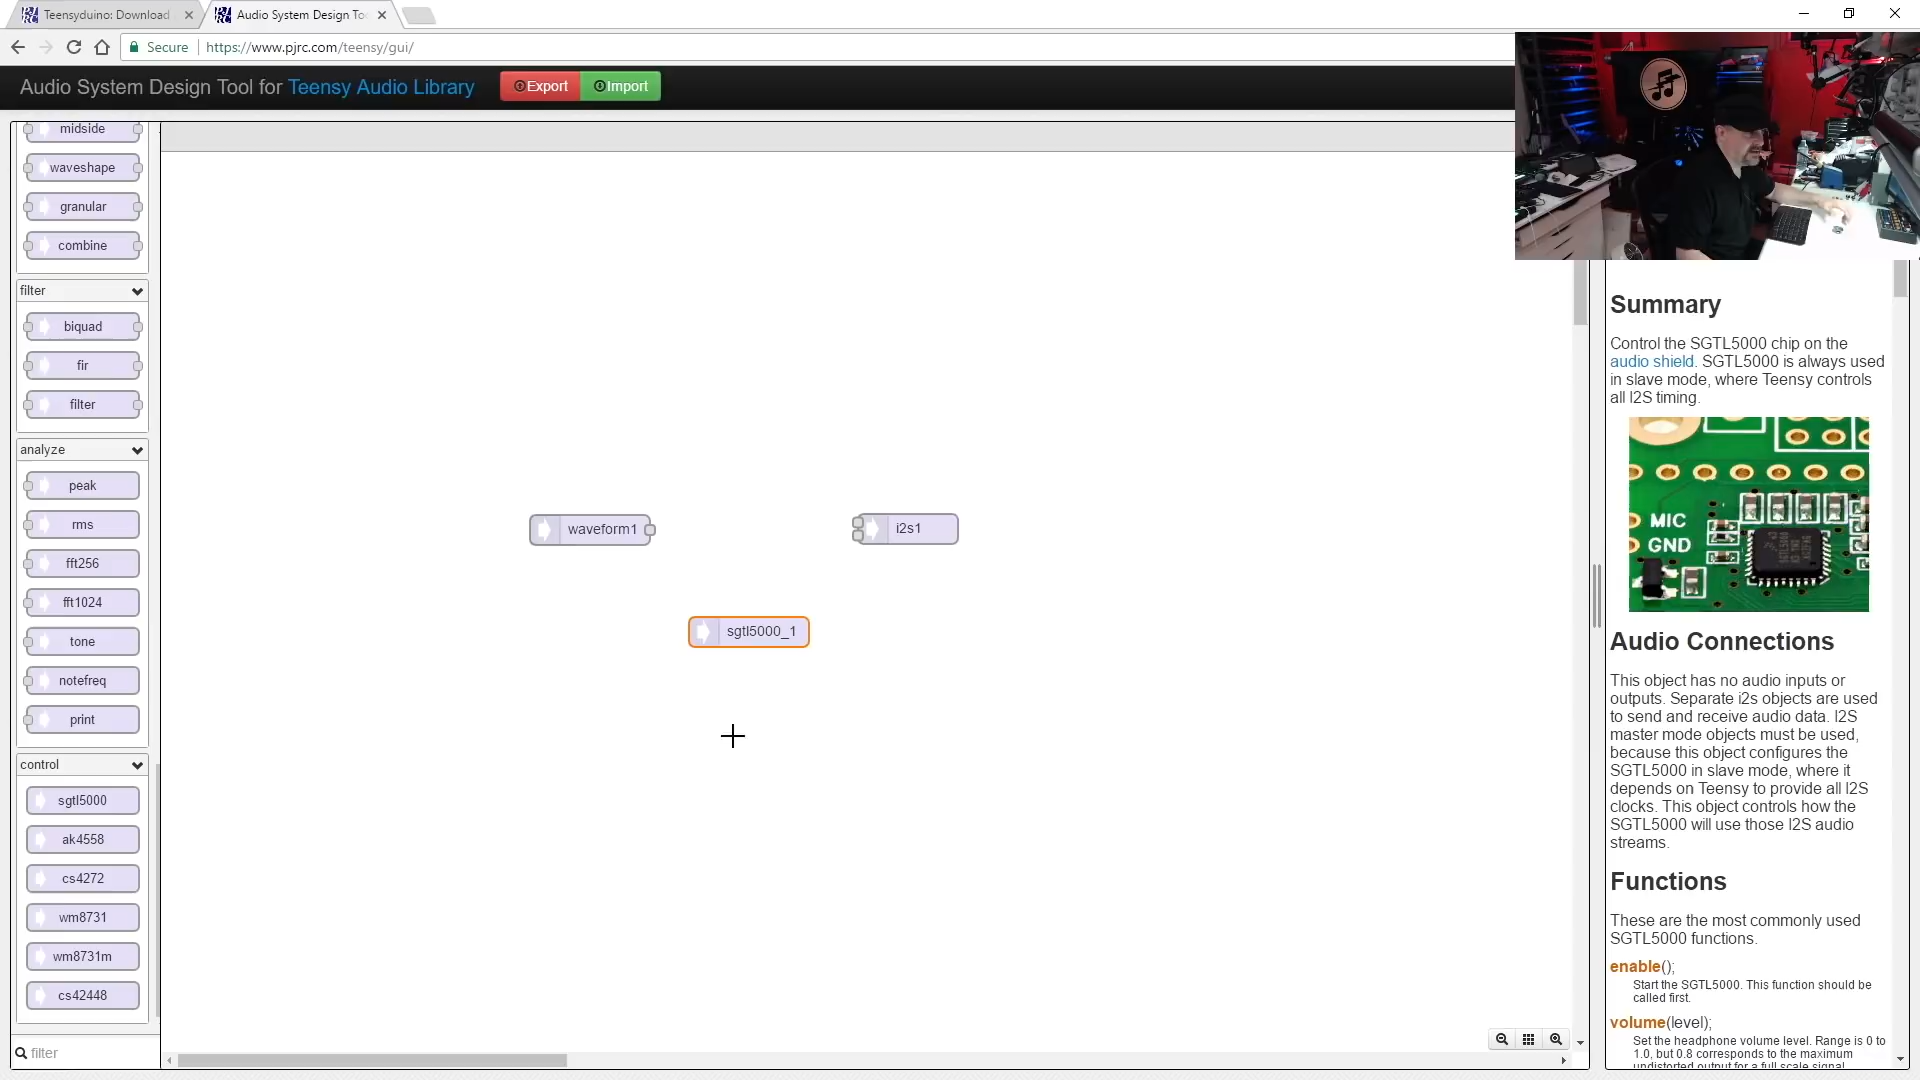 Teensyduino: Download
Audio System Design Too
Secure
https://www.pjrc.com/teensy/gui/
Audio System Design Tool for Teensy Audio Library
Export
Import
midside
waveshape
granular
combine
filter
biquad
fir
filter
analyze
peak
rms
fft256
fft1024
tone
notefreq
print
control
sgtl5000
ak4558
cs4272
wm8731
wm8731m
cs42448
filter
waveform1
i2s1
sgtl5000_1
Summary
Control the SGTL5000 chip on the
audio shield. SGTL5000 is always used
in slave mode, where Teensy controls
all I2S timing.
MIC
GND
Audio Connections
This object has no audio inputs or
outputs. Separate i2s objects are used
to send and receive audio data. I2S
master mode objects must be used,
because this object configures the
SGTL5000 in slave mode, where it
depends on Teensy to provide all I2S
clocks. This object controls how the
SGTL5000 will use those I2S audio
streams.
Functions
These are the most commonly used
SGTL5000 functions.
enable();
Start the SGTL5000. This function should be
called first.
volume(level);
Set the headphone volume level. Range is 0 to
1.0, but 0.8 corresponds to the maximum
undistorted output for a full scale signal.